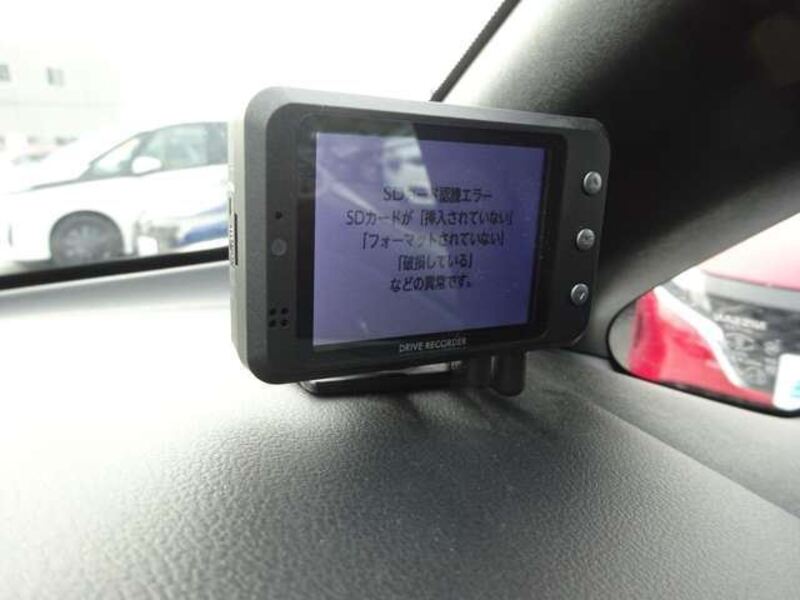 SDカード認識エラー
SDカードが「挿入されていない」
「フォーマットされていない」
「破損している」
などの異常です。
DRIVE RECORDER